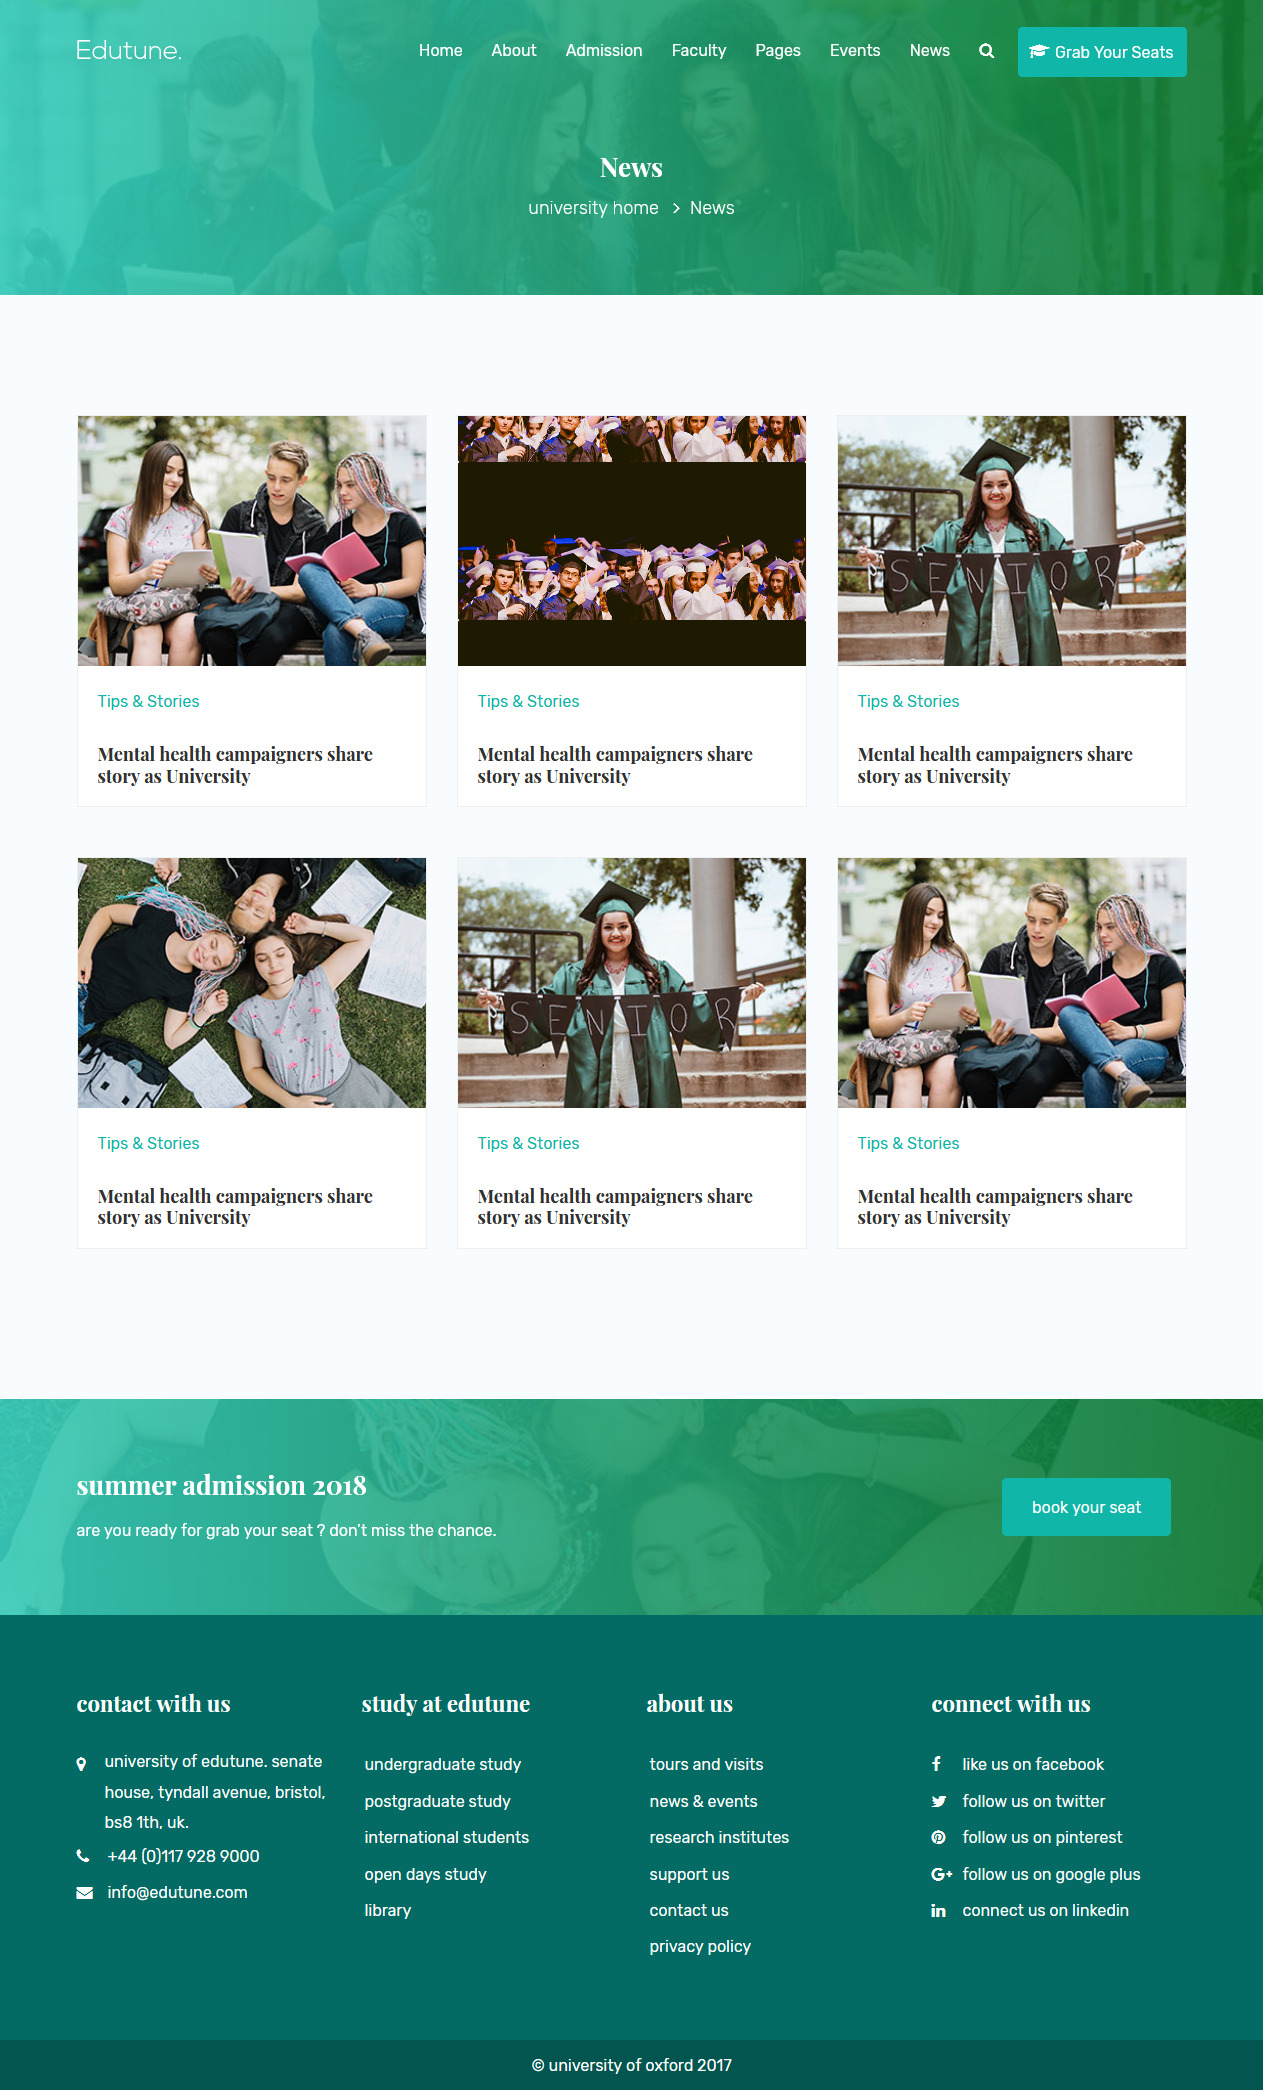 Edutune.
Home About Admission Faculty Pages Events News Grab Your Seats
News
university home > News
SENIOR
Tips & Stories
Mental health campaigners share
story as University
Tips & Stories
Mental health campaigners share
story as University
Tips & Stories
Mental health campaigners share
story as University
SENIOR
Tips & Stories
Mental health campaigners share
story as University
Tips & Stories
Mental health campaigners share
story as University
Tips & Stories
Mental health campaigners share
story as University
summer admission 2018
are you ready for grab your seat ? don't miss the chance.
book your seat
contact with us
university of edutune. senate
house, tyndall avenue, bristol,
bs8 1th, uk.
+44 (0)117 928 9000
info@edutune.com
study at edutune
undergraduate study
postgraduate study
international students
open days study
library
about us
tours and visits
news & events
research institutes
support us
contact us
privacy policy
connect with us
like us on facebook
follow us on twitter
follow us on pinterest
follow us on google plus
connect us on linkedin
© university of oxford 2017